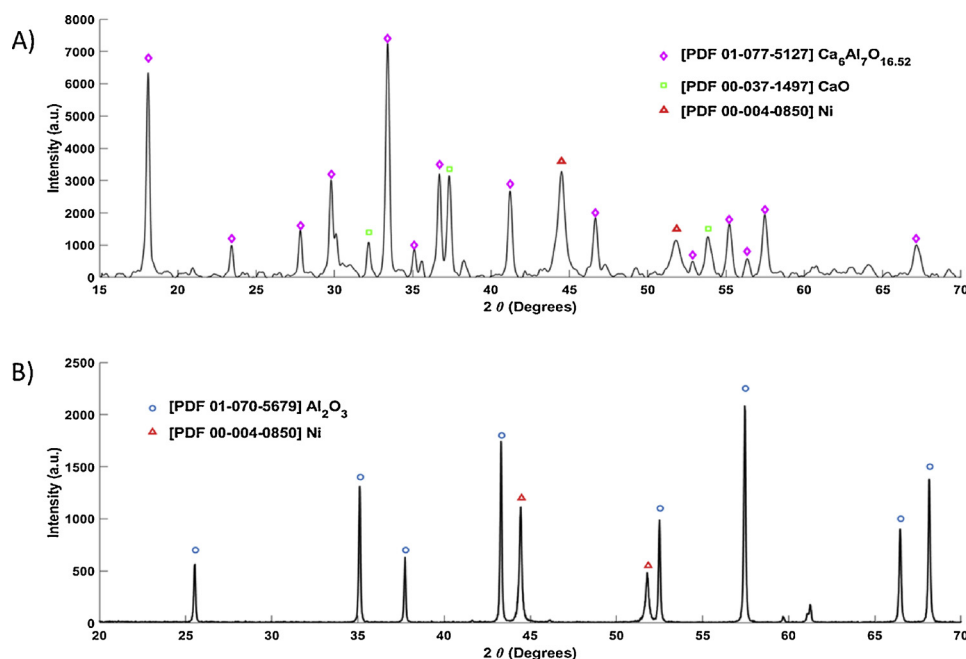 A)
8000
7000
6000
5000
4000
3000
2000
1000
0
Intensity (a.u.)
[PDF 01-077-5127] Ca6Al7O16.52
[PDF 00-037-1497] CaO
[PDF 00-004-0850] Ni
15 20 25 30 35 40 45 50 55 60 65 70
2 θ (Degrees)
B)
2500
2000
1500
1000
500
0
Intensity (a.u.)
[PDF 01-070-5679] Al2O3
[PDF 00-004-0850] Ni
20 25 30 35 40 45 50 55 60 65 70
2 θ (Degrees)